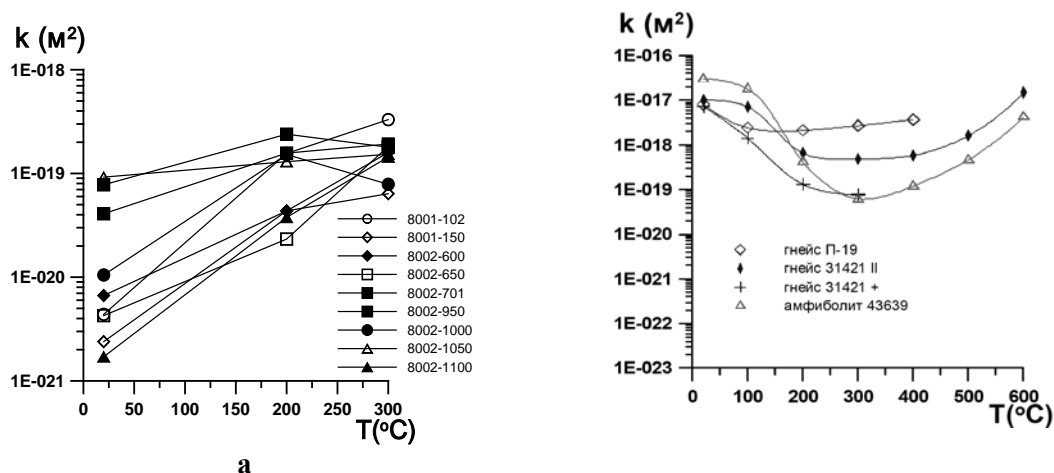 k (м²)
1E-018
1E-019
1E-020
1E-021
0 50 100 150 200 250 300
T(ºC)
8001-102
8001-150
8002-600
8002-650
8002-701
8002-950
8002-1000
8002-1050
8002-1100
а
k (м²)
1E-016
1E-017
1E-018
1E-019
1E-020
1E-021
1E-022
1E-023
0 100 200 300 400 500 600
T(ºC)
гнейс П-19
гнейс 31421 II
гнейс 31421 +
амфиболит 43639